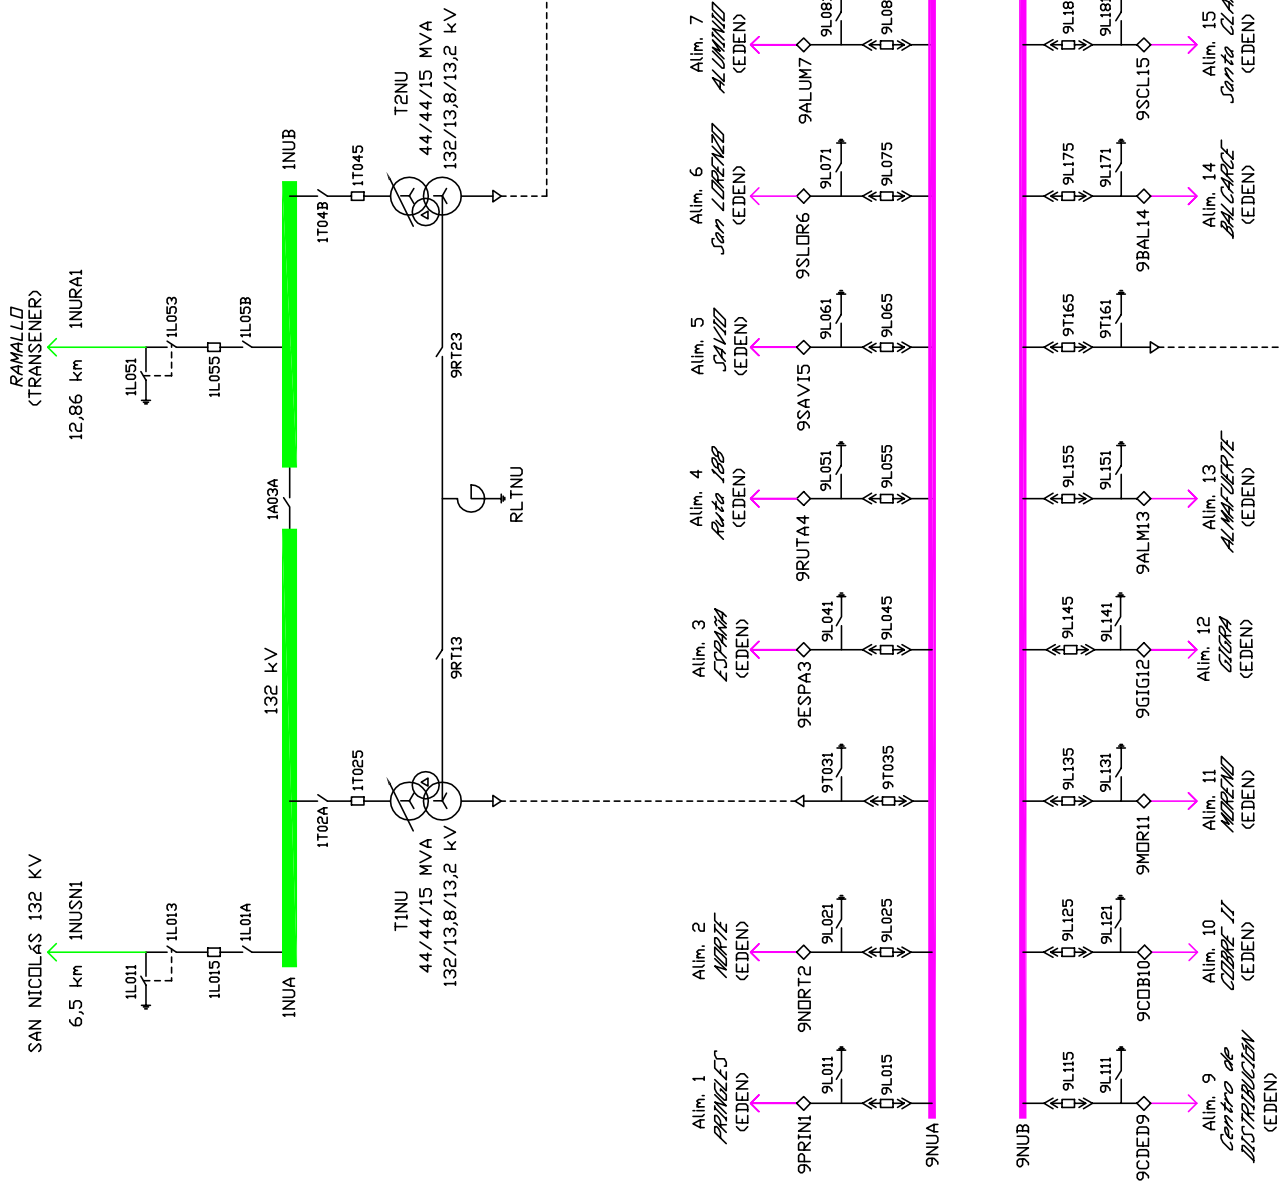 SAN NICOLAS 132 KV
6,5 km 1NUSN1
1L011
1L013
1L015
1L01A
1NUA
132 kV
1A03A
RAMALLO
(TRANSENER)
12,86 km 1NURA1
1L051
1L053
1L055
1L05B
1NUB
1T02A
1T025
T1NU
44/44/15 MVA
132/13,8/13,2 kV
9RT13
RLTNU
9RT23
1T04B
1T045
T2NU
44/44/15 MVA
132/13,8/13,2 kV
Alim. 1
PRINGLES
(EDEN)
9PRIN1
9L011
9L015
Alim. 2
NORTE
(EDEN)
9NORT2
9L021
9L025
9T031
9T035
Alim. 3
ESPAÑA
(EDEN)
9ESPA3
9L041
9L045
Alim. 4
Ruta 188
(EDEN)
9RUTA4
9L051
9L055
Alim. 5
SAVIO
(EDEN)
9SAVI5
9L061
9L065
Alim. 6
San LORENZO
(EDEN)
9SLOR6
9L071
9L075
Alim. 7
ALUMINIO
(EDEN)
9ALUM7
9NUA
9NUB
9L115
9L111
9CDED9
Alim. 9
Centro de
DISTRIBUCIÓN
(EDEN)
9L125
9L121
9COB10
Alim. 10
COBRE II
(EDEN)
9L135
9L131
9MOR11
Alim. 11
MORENO
(EDEN)
9L145
9L141
9GIG12
Alim. 12
GIGRA
(EDEN)
9L155
9L151
9ALM13
Alim. 13
ALMAFUERTE
(EDEN)
9T165
9T161
9L175
9L171
9BAL14
Alim. 14
BALCARCE
(EDEN)
9L181
9SCL15
Alim. 15
Santa
(EDEN)